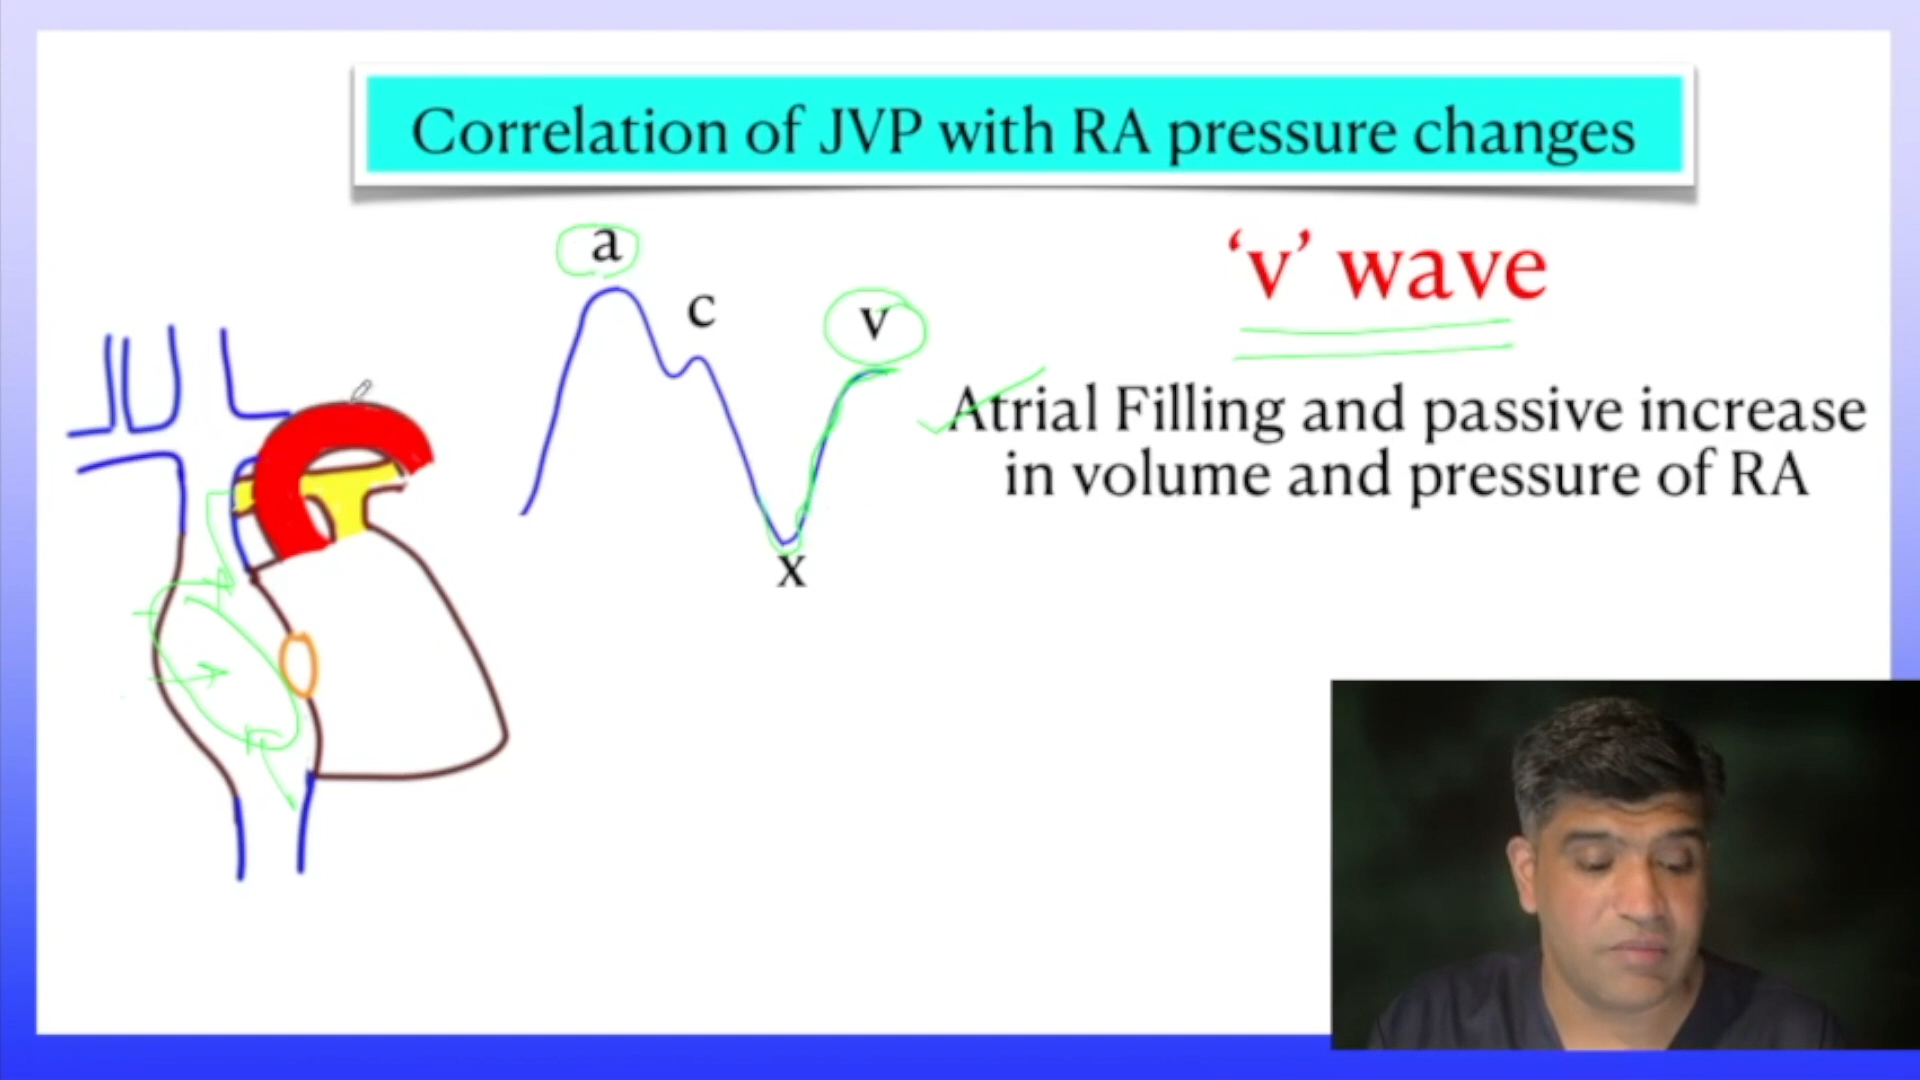 Correlation of JVP with RA pressure changes
a
c
v
x
‘v’ wave
Atrial Filling and passive increase
in volume and pressure of RA